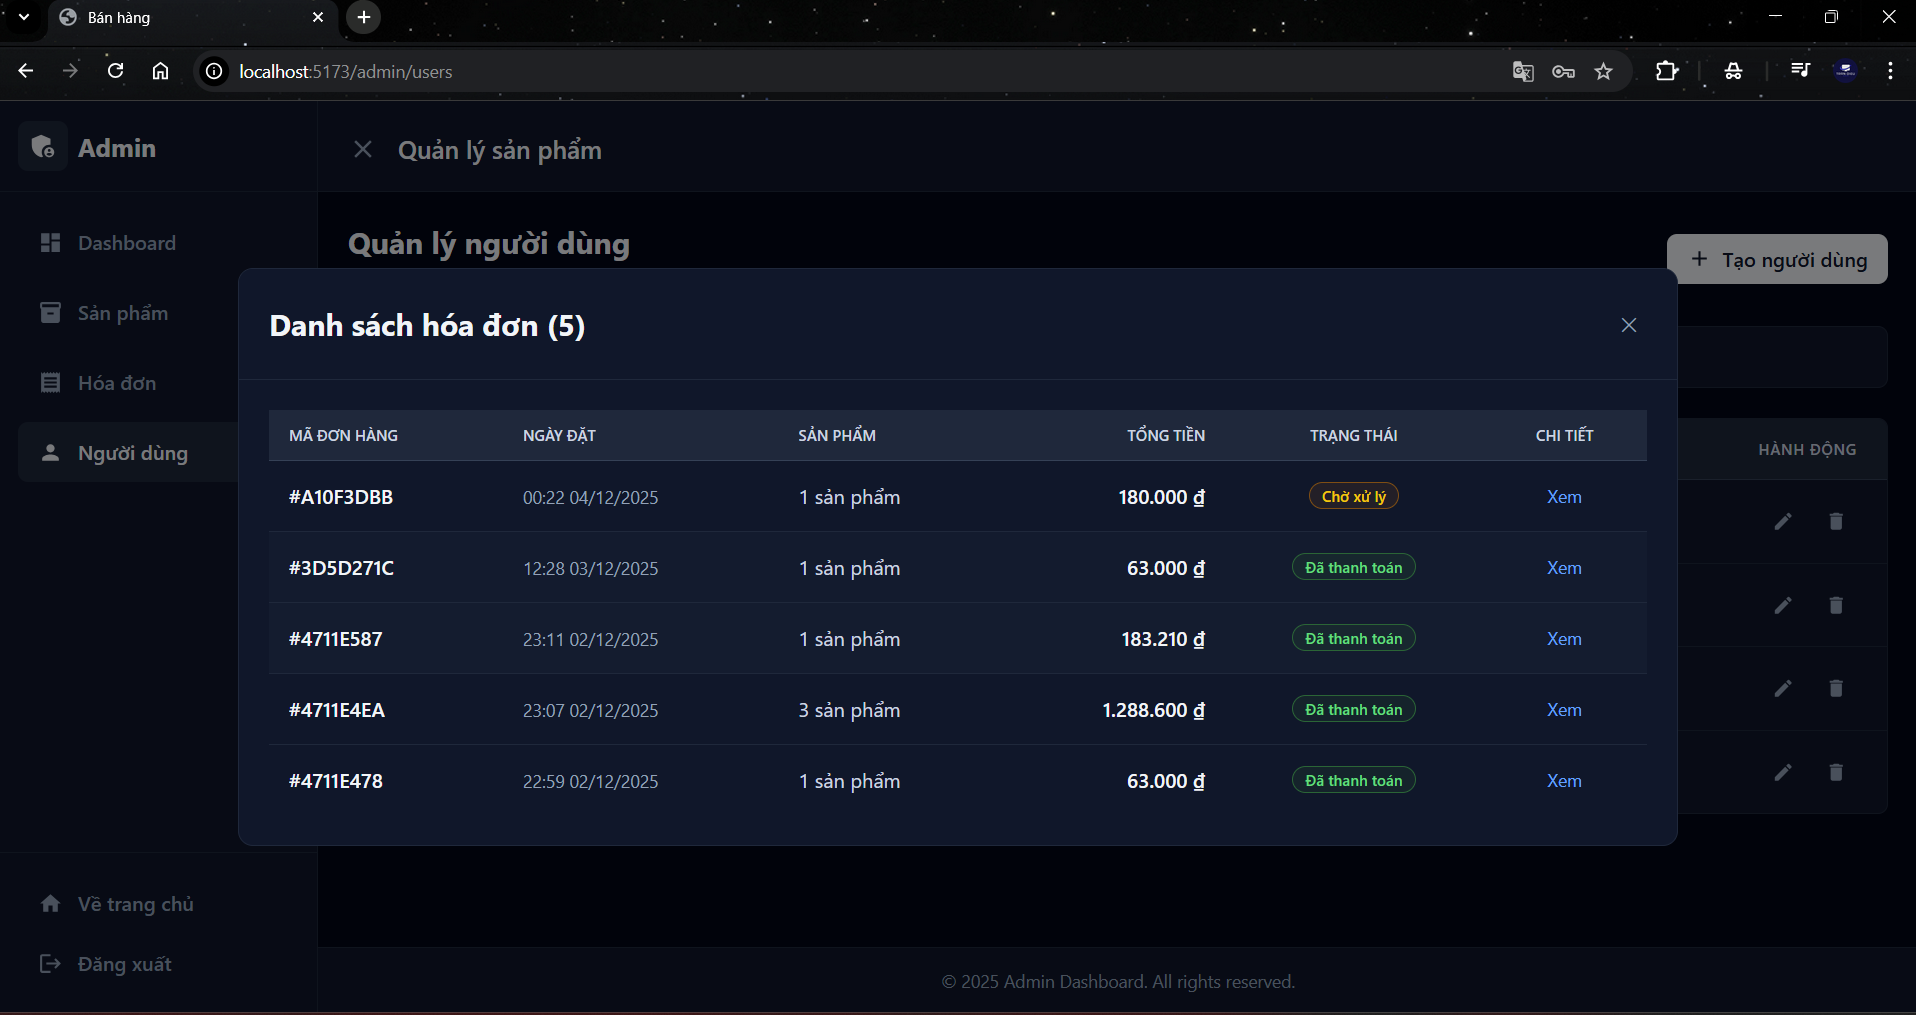 Bán hàng
localhost:5173/admin/users
Admin
Quản lý sản phẩm
Dashboard
Sản phẩm
Hóa đơn
Người dùng
Về trang chủ
Đăng xuất
Quản lý người dùng
+ Tạo người dùng
HÀNH ĐỘNG
Danh sách hóa đơn (5)
MÃ ĐƠN HÀNG NGÀY ĐẶT SẢN PHẨM TỔNG TIỀN TRẠNG THÁI CHI TIẾT
#A10F3DBB 00:22 04/12/2025 1 sản phẩm 180.000 ₫ Chờ xử lý Xem
#3D5D271C 12:28 03/12/2025 1 sản phẩm 63.000 ₫ Đã thanh toán Xem
#4711E587 23:11 02/12/2025 1 sản phẩm 183.210 ₫ Đã thanh toán Xem
#4711E4EA 23:07 02/12/2025 3 sản phẩm 1.288.600 ₫ Đã thanh toán Xem
#4711E478 22:59 02/12/2025 1 sản phẩm 63.000 ₫ Đã thanh toán Xem
© 2025 Admin Dashboard. All rights reserved.